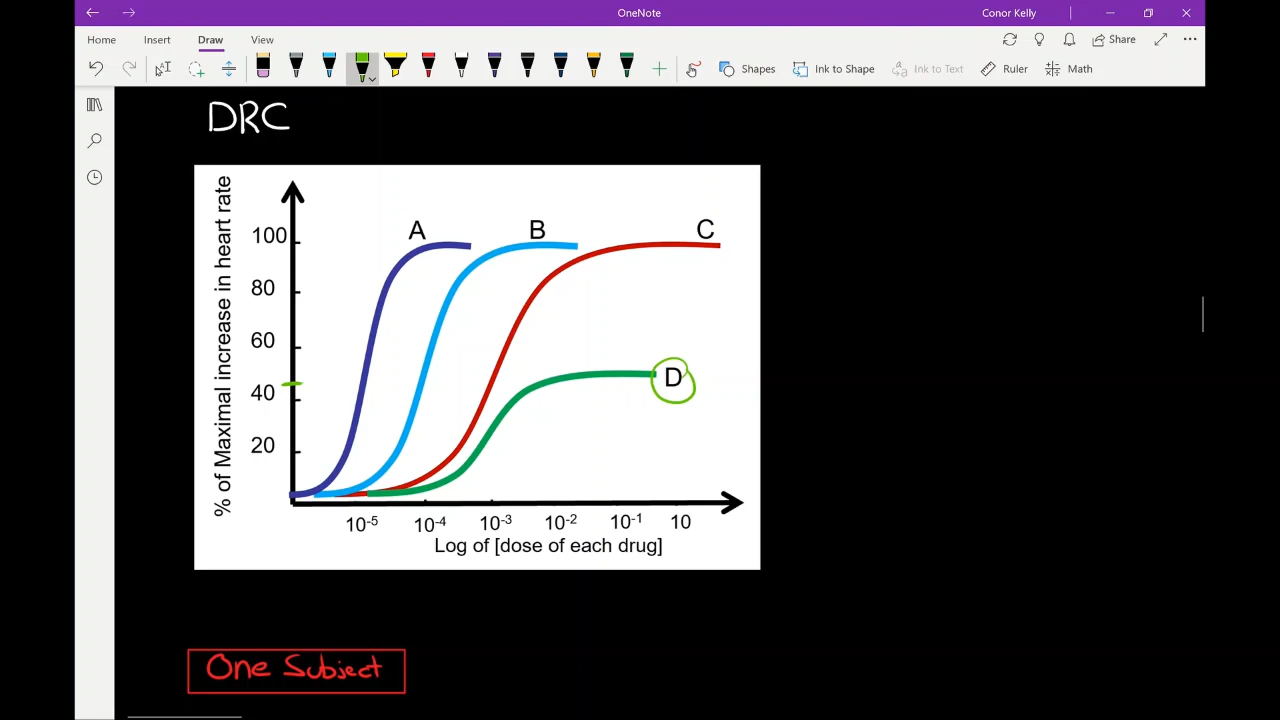 OneNote
Conor Kelly
Home
Insert
Draw
View
Share
Shapes
Ink to Shape
Ink to Text
Ruler
Math
DRC
% of Maximal increase in heart rate
100
80
60
40
20
A
B
C
D
10-5
10-4
10-3
10-2
10-1
10
Log of [dose of each drug]
One Subject